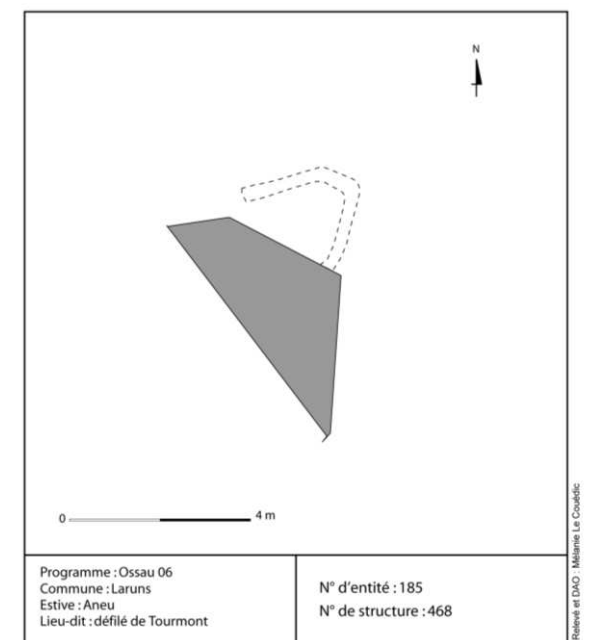 N
0
4 m
Programme : Ossau 06
Commune : Laruns
Estive : Aneu
Lieu-dit : défilé de Tourmont
N° d'entité : 185
N° de structure : 468
Relevé et DAO : Mélanie Le Couédic